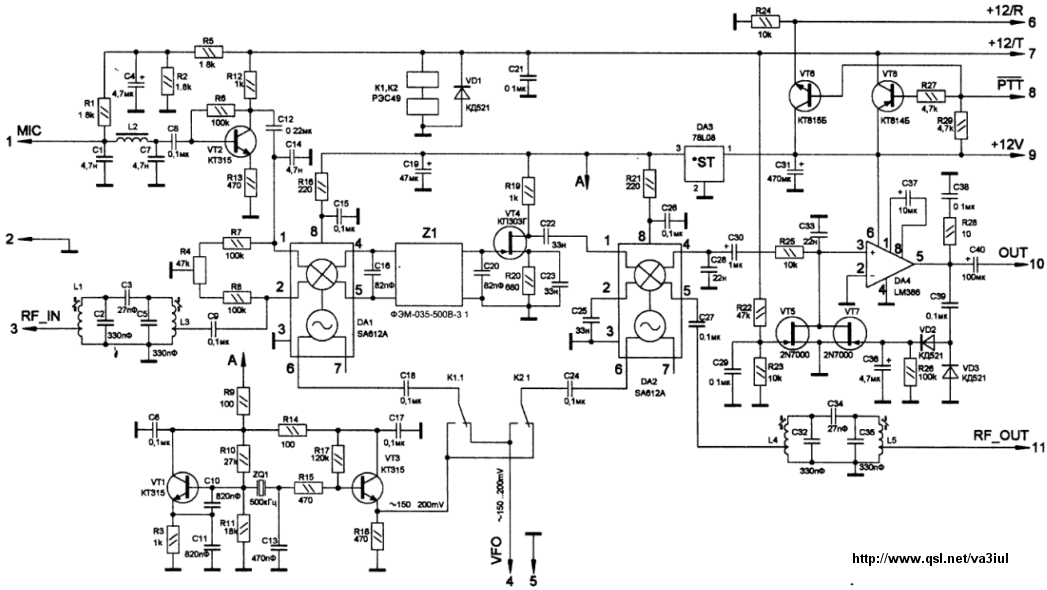 R24
10k
+12/R
6
R5
1 8k
+12/T
7
C4
4,7мк
R2
1,8k
R12
1k
K1,K2
РЭС49
VD1
КД521
C21
0 1мк
VT6
КТ815Б
VT8
КТ814Б
R27
4,7k
PTT
8
R1
1 8k
R6
100k
R29
4,7k
1
MIC
L2
C8
0,1мк
VT2
КТ315
C12
0 22мк
DA3
78L08
3
*ST
1
2
+12V
9
C1
4,7н
C7
4,7н
R13
470
C14
4,7н
R16
220
C19
47мк
A
R19
1k
R21
220
C31
470мк
C37
10мк
C38
0 1мк
C15
0,1мк
VT4
КП303Г
C22
33н
C26
0,1мк
R28
10
2
R7
100k
R4
47k
R8
100k
8
1
4
2
5
3
6
7
DA1
SA612A
C16
82пФ
Z1
ФЭМ-035-500В-3 1
C20
82пФ
R20
680
C23
33н
8
1
4
2
5
3
6
7
DA2
SA612A
C25
33н
C28
22н
C30
1мк
R25
10k
C33
22н
6
1
8
3
+
2
−
5
4
DA4
LM386
C40
100мк
OUT
10
L1
C3
27пФ
C2
330пФ
C5
330пФ
L3
3
RF_IN
C9
0,1мк
C27
0,1мк
R22
47k
VT5
2N7000
VT7
2N7000
VD2
КД521
C39
0,1мк
C29
0 1мк
R23
10k
C36
4,7мк
R26
100k
VD3
КД521
A
R9
100
C18
0,1мк
K1.1
K2 1
C24
0,1мк
C6
0,1мк
R14
100
C17
0,1мк
L4
C34
27пФ
C32
330пФ
C35
330пФ
L5
RF_OUT
11
R10
27k
R17
120k
VT3
КТ315
VT1
КТ315
C10
820пФ
ZQ1
500кГц
R15
470
~150 200mV
~150...200mV
R3
1k
C11
820пФ
R11
18k
C13
470пФ
R18
470
VFO
4
5
http://www.qsl.net/va3iul